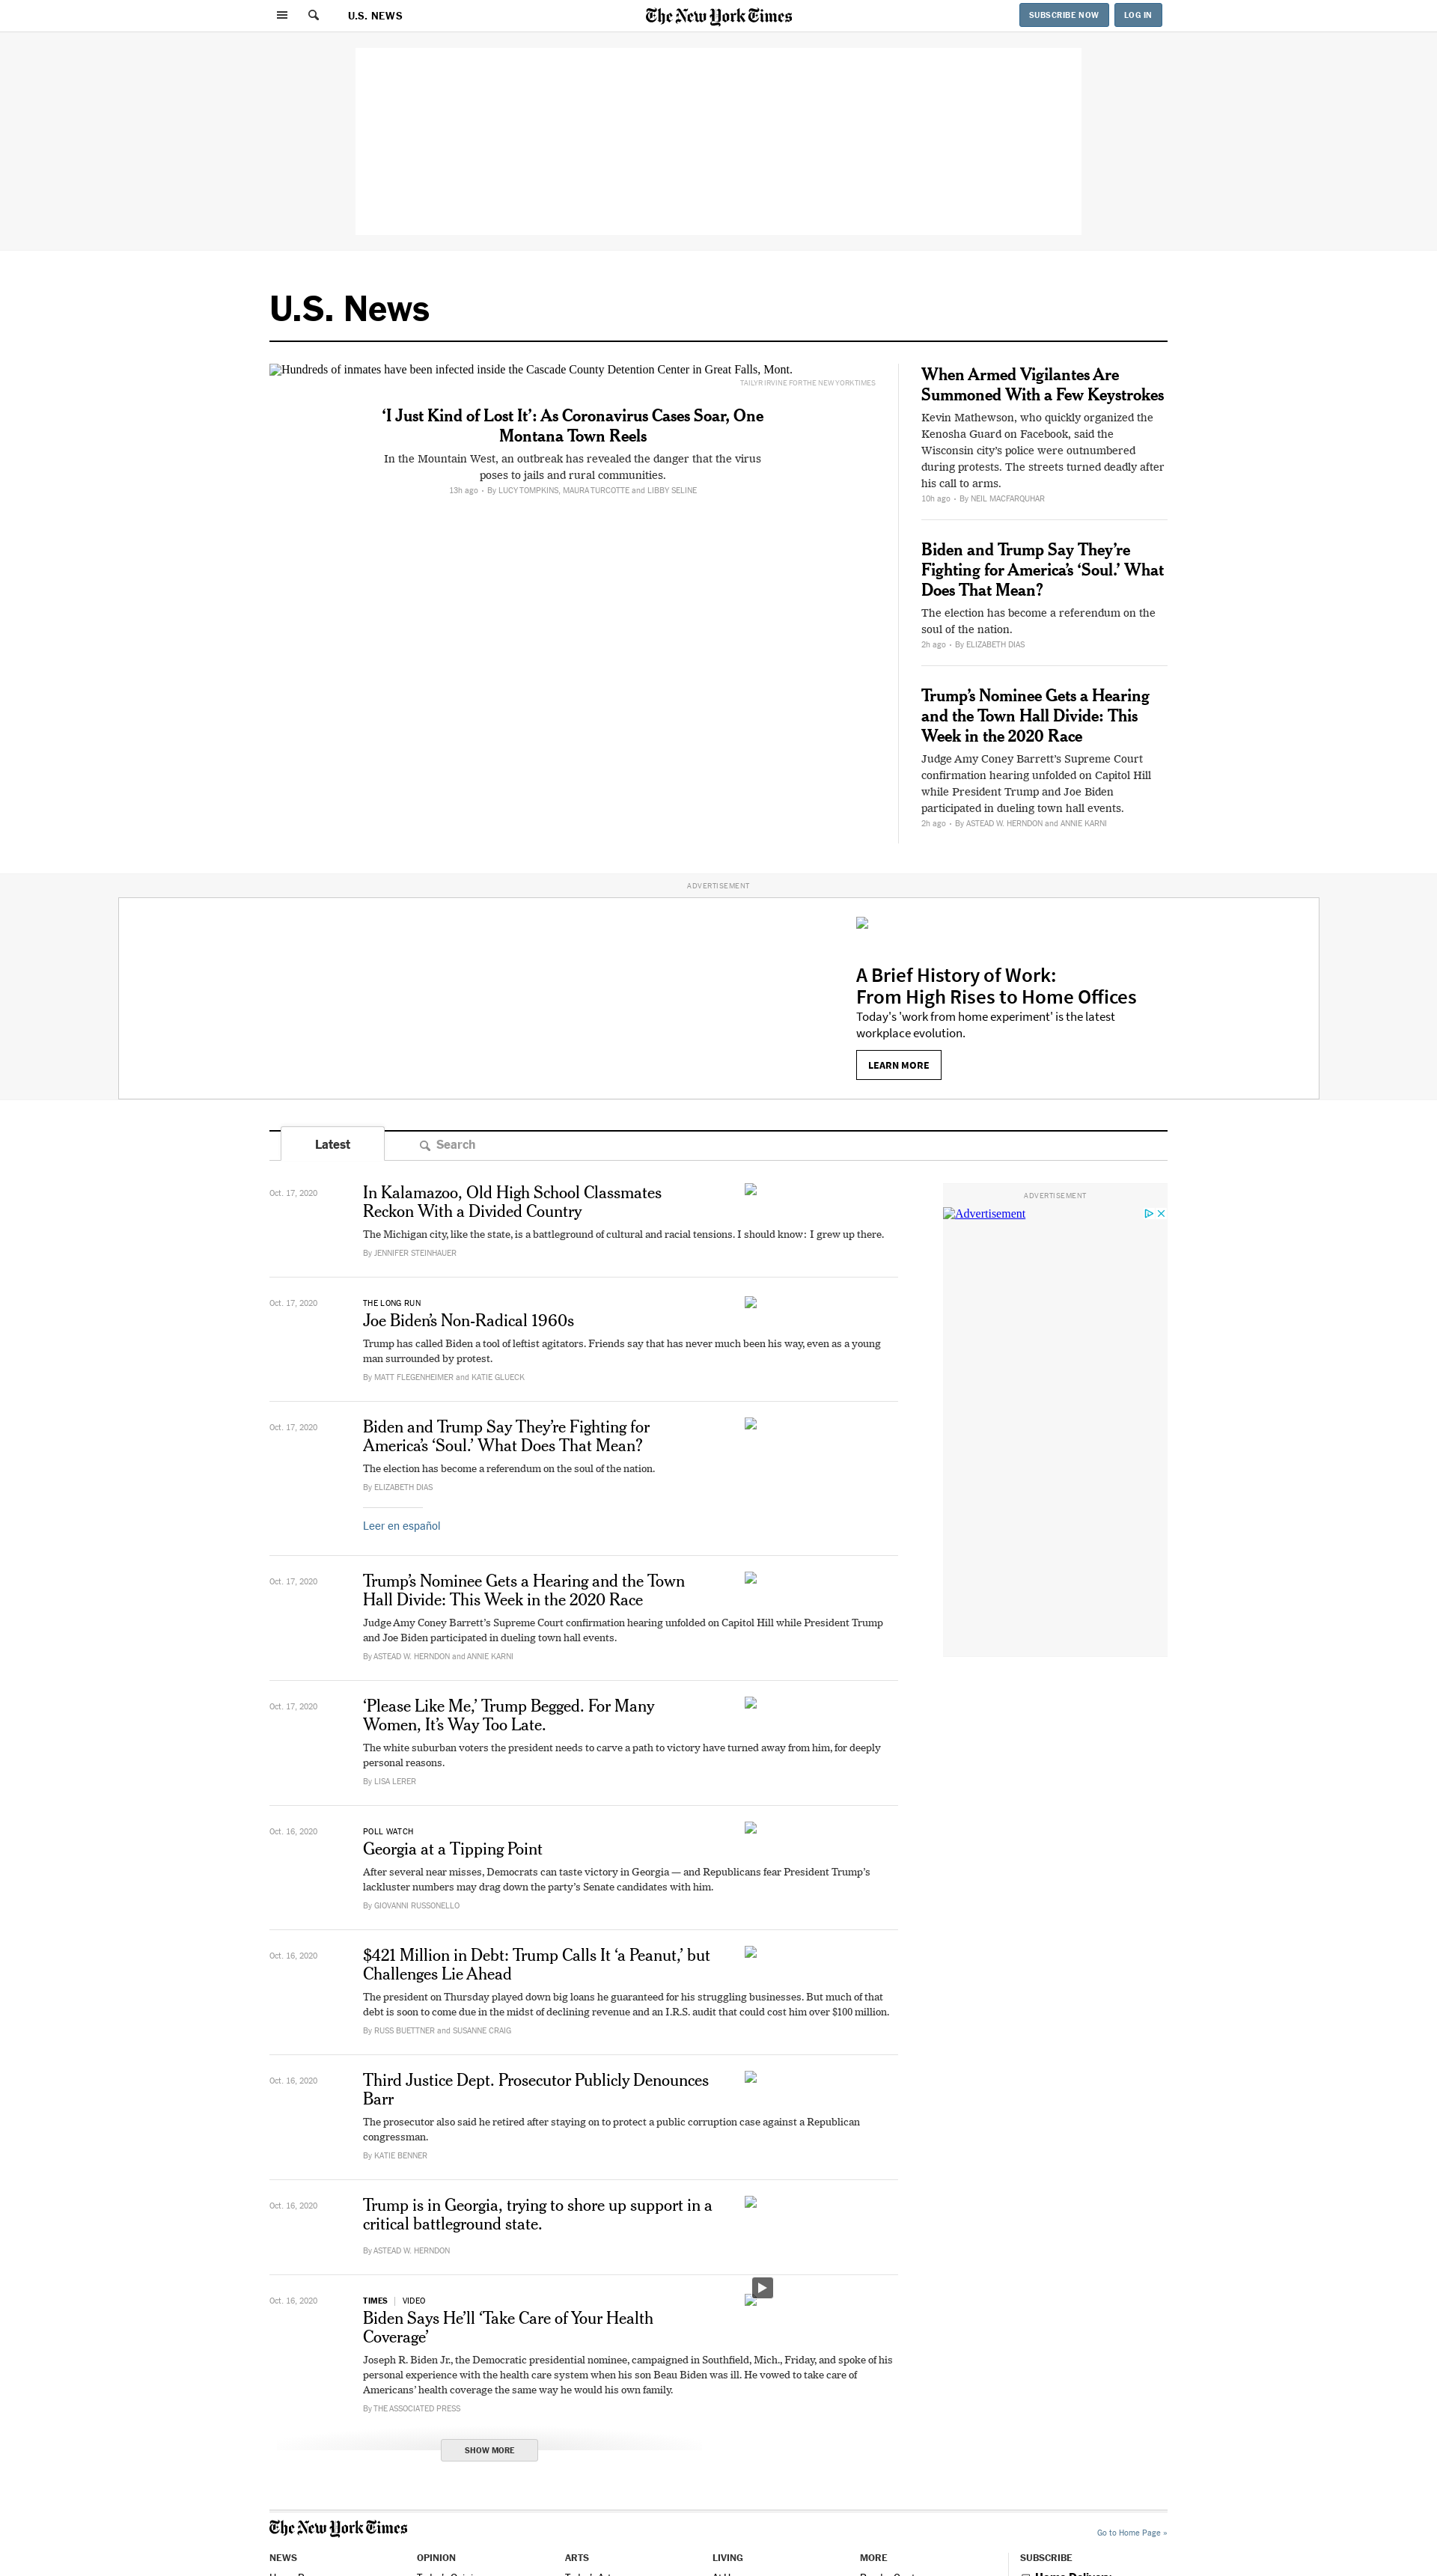 U.S. NEWS
The New York Times
SUBSCRIBE NOW
LOG IN
U.S. News
Hundreds of inmates have been infected inside the Cascade County Detention Center in Great Falls, Mont.
TAILYR IRVINE FOR THE NEW YORK TIMES
‘I Just Kind of Lost It’: As Coronavirus Cases Soar, One
Montana Town Reels
In the Mountain West, an outbreak has revealed the danger that the virus
poses to jails and rural communities.
13h ago • By LUCY TOMPKINS, MAURA TURCOTTE and LIBBY SELINE
When Armed Vigilantes Are
Summoned With a Few Keystrokes
Kevin Mathewson, who quickly organized the
Kenosha Guard on Facebook, said the
Wisconsin city’s police were outnumbered
during protests. The streets turned deadly after
his call to arms.
10h ago • By NEIL MACFARQUHAR
Biden and Trump Say They’re
Fighting for America’s ‘Soul.’ What
Does That Mean?
The election has become a referendum on the
soul of the nation.
2h ago • By ELIZABETH DIAS
Trump’s Nominee Gets a Hearing
and the Town Hall Divide: This
Week in the 2020 Race
Judge Amy Coney Barrett’s Supreme Court
confirmation hearing unfolded on Capitol Hill
while President Trump and Joe Biden
participated in dueling town hall events.
2h ago • By ASTEAD W. HERNDON and ANNIE KARNI
ADVERTISEMENT
A Brief History of Work:
From High Rises to Home Offices
Today's 'work from home experiment' is the latest
workplace evolution.
LEARN MORE
Latest
Search
Oct. 17, 2020
In Kalamazoo, Old High School Classmates
Reckon With a Divided Country
The Michigan city, like the state, is a battleground of cultural and racial tensions. I should know: I grew up there.
By JENNIFER STEINHAUER
ADVERTISEMENT
Advertisement
Oct. 17, 2020
THE LONG RUN
Joe Biden’s Non-Radical 1960s
Trump has called Biden a tool of leftist agitators. Friends say that has never much been his way, even as a young
man surrounded by protest.
By MATT FLEGENHEIMER and KATIE GLUECK
Oct. 17, 2020
Biden and Trump Say They’re Fighting for
America’s ‘Soul.’ What Does That Mean?
The election has become a referendum on the soul of the nation.
By ELIZABETH DIAS
Leer en español
Oct. 17, 2020
Trump’s Nominee Gets a Hearing and the Town
Hall Divide: This Week in the 2020 Race
Judge Amy Coney Barrett’s Supreme Court confirmation hearing unfolded on Capitol Hill while President Trump
and Joe Biden participated in dueling town hall events.
By ASTEAD W. HERNDON and ANNIE KARNI
Oct. 17, 2020
‘Please Like Me,’ Trump Begged. For Many
Women, It’s Way Too Late.
The white suburban voters the president needs to carve a path to victory have turned away from him, for deeply
personal reasons.
By LISA LERER
Oct. 16, 2020
POLL WATCH
Georgia at a Tipping Point
After several near misses, Democrats can taste victory in Georgia — and Republicans fear President Trump’s
lackluster numbers may drag down the party’s Senate candidates with him.
By GIOVANNI RUSSONELLO
Oct. 16, 2020
$421 Million in Debt: Trump Calls It ‘a Peanut,’ but
Challenges Lie Ahead
The president on Thursday played down big loans he guaranteed for his struggling businesses. But much of that
debt is soon to come due in the midst of declining revenue and an I.R.S. audit that could cost him over $100 million.
By RUSS BUETTNER and SUSANNE CRAIG
Oct. 16, 2020
Third Justice Dept. Prosecutor Publicly Denounces
Barr
The prosecutor also said he retired after staying on to protect a public corruption case against a Republican
congressman.
By KATIE BENNER
Oct. 16, 2020
Trump is in Georgia, trying to shore up support in a
critical battleground state.
By ASTEAD W. HERNDON
Oct. 16, 2020
TIMES | VIDEO
Biden Says He’ll ‘Take Care of Your Health
Coverage’
Joseph R. Biden Jr., the Democratic presidential nominee, campaigned in Southfield, Mich., Friday, and spoke of his
personal experience with the health care system when his son Beau Biden was ill. He vowed to take care of
Americans’ health coverage the same way he would his own family.
By THE ASSOCIATED PRESS
SHOW MORE
The New York Times
Go to Home Page »
NEWS
OPINION
ARTS
LIVING
MORE
SUBSCRIBE